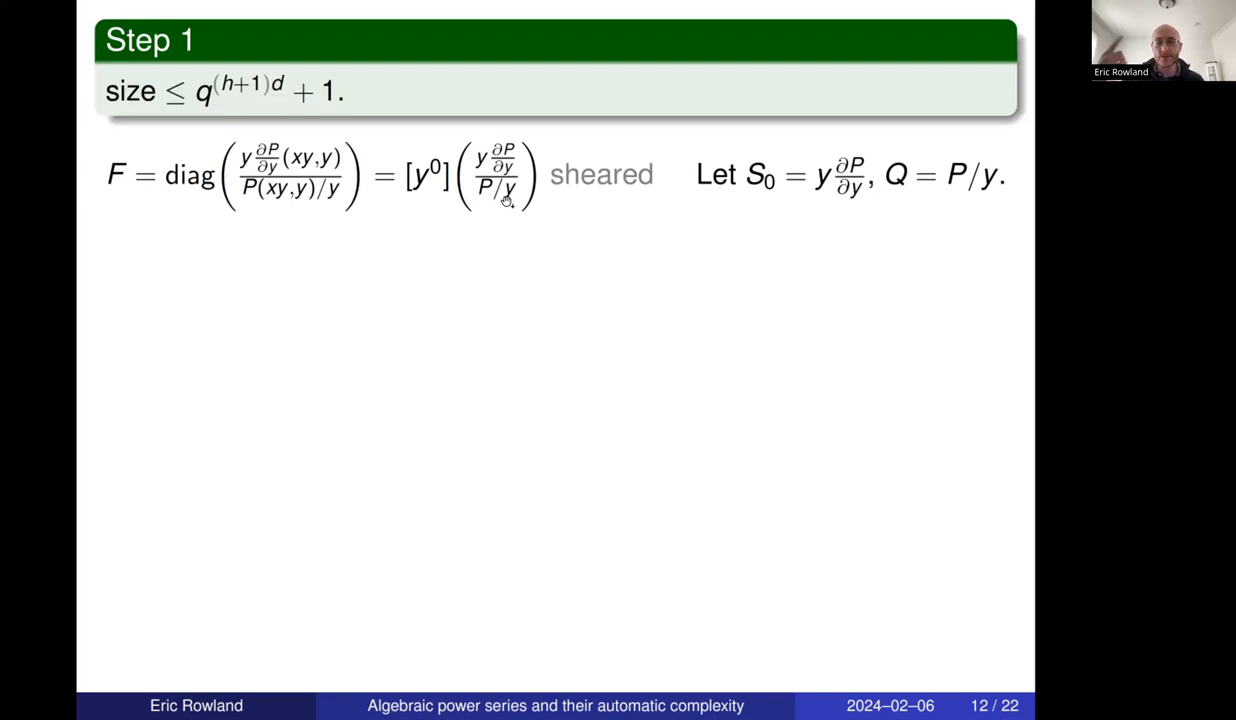 Step 1
size ≤ q^{(h+1)d} + 1.
F = diag( y ∂P/∂y (xy,y) / P(xy,y)/y ) = [y^0]( y ∂P/∂y / P/y ) sheared Let S_0 = y ∂P/∂y, Q = P/y.
Eric Rowland
Eric Rowland Algebraic power series and their automatic complexity 2024–02–06 12 / 22